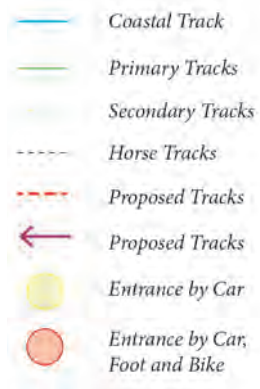 Coastal Track
Primary Tracks
Secondary Tracks
Horse Tracks
Proposed Tracks
Proposed Tracks
Entrance by Car
Entrance by Car,
Foot and Bike